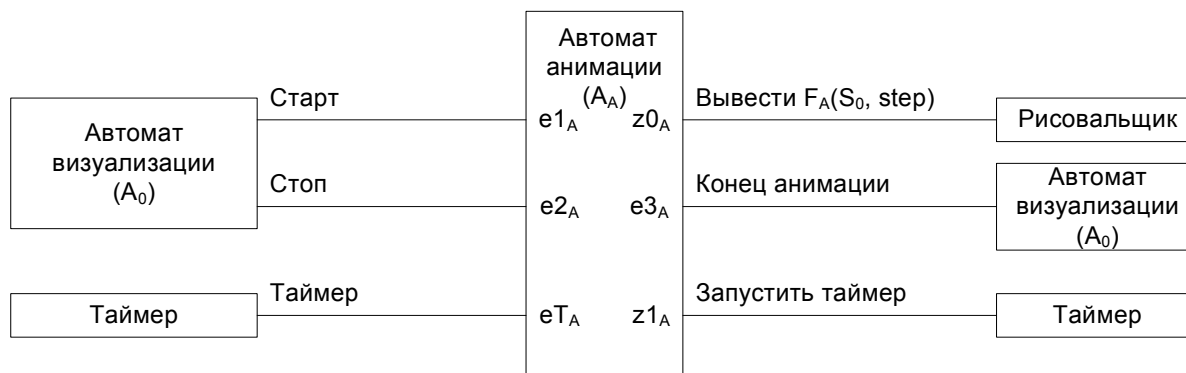 Автомат
анимации
(A_A)
Старт
Вывести F_A(S_0, step)
e1_A z0_A
Рисовальщик
Автомат
визуализации
(A_0)
Стоп
Конец анимации
e2_A e3_A
Автомат
визуализации
(A_0)
Таймер
Запустить таймер
Таймер
eT_A z1_A
Таймер